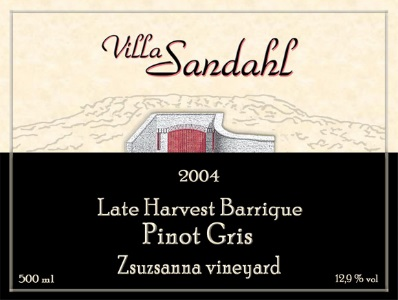 Villa Sandahl
2004
Late Harvest Barrique
Pinot Gris
Zsuzsanna vineyard
500 ml
12,9 % vol